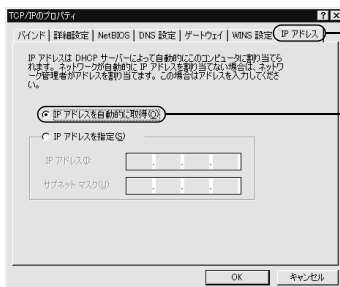 TCP/IPのプロパティ
バインド 詳細設定 NetBIOS DNS 設定 ゲートウェイ WINS 設定 IP アドレス
IP アドレスは DHCP サーバーによって自動的にこのコンピュータに割り当てら
れます。ネットワークが自動的に IP アドレスを割り当てない場合は、ネットワ
ーク管理者がアドレスを割り当てます。この場合はアドレスを入力してくださ
い。
IP アドレスを自動的に取得(O)
IP アドレスを指定(S)
IP アドレス(I):
サブネット マスク(U):
OK キャンセル